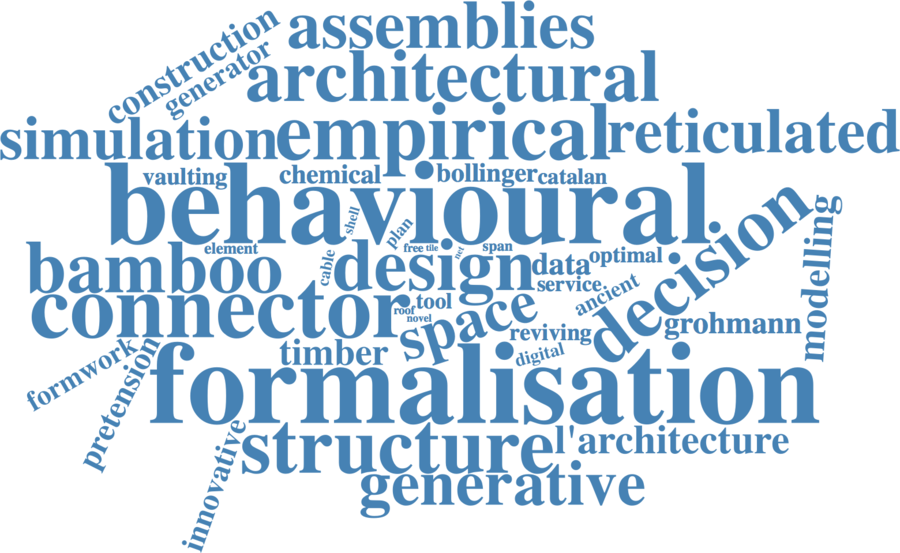 construction
generator
assemblies
architectural
simulation
empirical
reticulated
vaulting
chemical
bollinger
catalan
behavioural
decision
modelling
shell
plan
element
free
tile
net
span
cable
bamboo
design
data
optimal
service
ancient
connector
tool
roof
novel
space
reviving
grohmann
digital
timber
formwork
pretension
formalisation
innovative
structure
l'architecture
generative